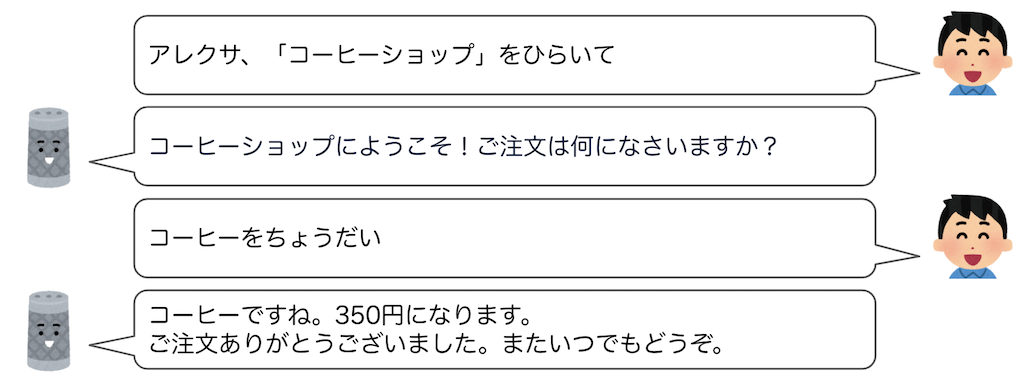 アレクサ、「コーヒーショップ」をひらいて
コーヒーショップにようこそ！ご注文は何になさいますか？
コーヒーをちょうだい
コーヒーですね。350円になります。
ご注文ありがとうございました。またいつでもどうぞ。